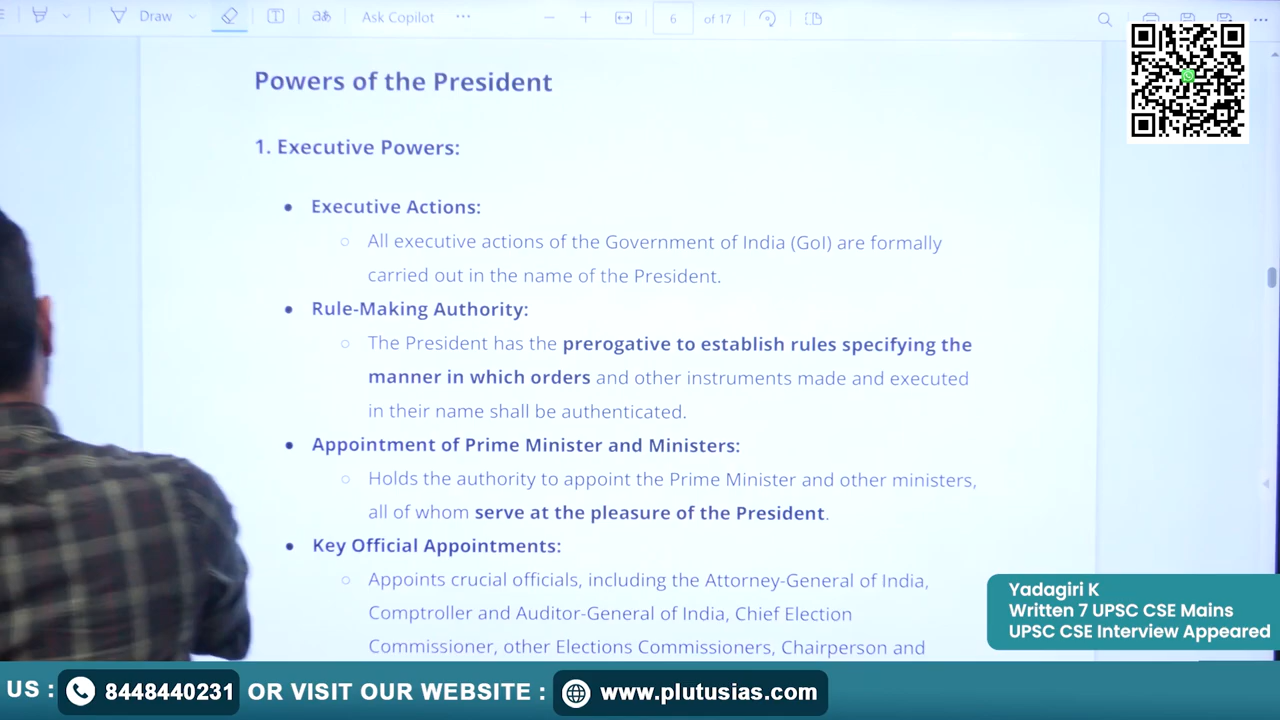 Draw
aあ
Ask Copilot
6 of 17
Powers of the President
1. Executive Powers:
Executive Actions:
All executive actions of the Government of India (GoI) are formally
carried out in the name of the President.
Rule-Making Authority:
The President has the prerogative to establish rules specifying the
manner in which orders and other instruments made and executed
in their name shall be authenticated.
Appointment of Prime Minister and Ministers:
Holds the authority to appoint the Prime Minister and other ministers,
all of whom serve at the pleasure of the President.
Key Official Appointments:
Appoints crucial officials, including the Attorney-General of India,
Comptroller and Auditor-General of India, Chief Election
Commissioner, other Elections Commissioners, Chairperson and
Yadagiri K
Written 7 UPSC CSE Mains
UPSC CSE Interview Appeared
US : 8448440231 OR VISIT OUR WEBSITE : www.plutusias.com